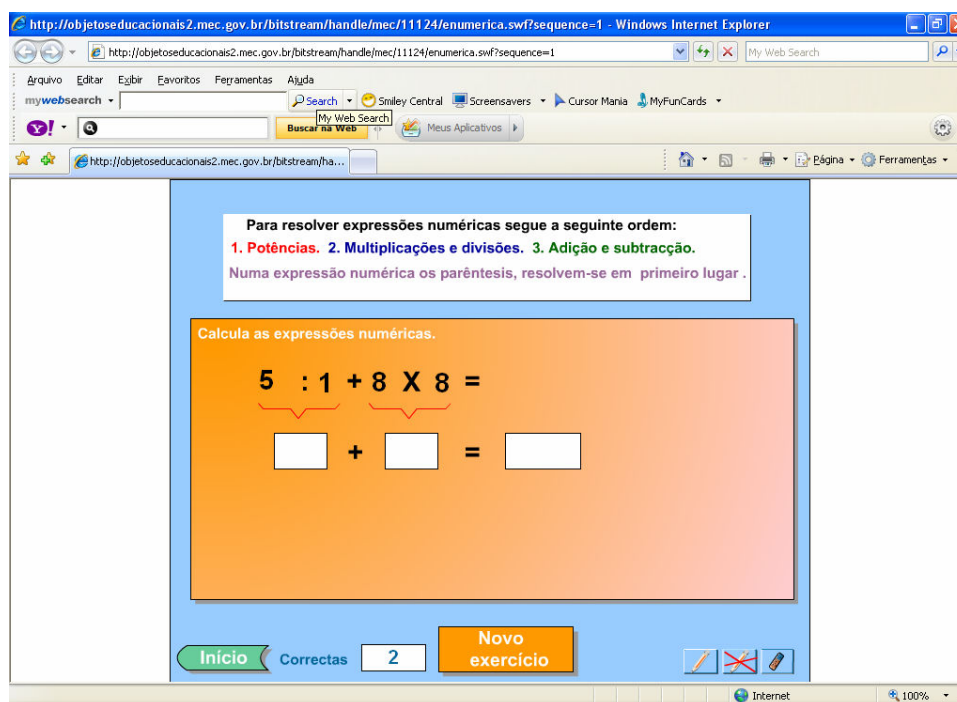 http://objetoseducacionais2.mec.gov.br/bitstream/handle/mec/11124/enumerica.swf?sequence=1 - Windows Internet Explorer
http://objetoseducacionais2.mec.gov.br/bitstream/handle/mec/11124/enumerica.swf?sequence=1 My Web Search
Arquivo Editar Exibir Favoritos Ferramentas Ajuda
mywebsearch Search Smiley Central Screensavers Cursor Mania MyFunCards
My Web Search
Y! Buscar na Web Meus Aplicativos
http://objetoseducacionais2.mec.gov.br/bitstream/ha... Página Ferramentas
Para resolver expressões numéricas segue a seguinte ordem:
1. Potências. 2. Multiplicações e divisões. 3. Adição e subtracção.
Numa expressão numérica os parêntesis, resolvem-se em primeiro lugar .
Calcula as expressões numéricas.
5 : 1 + 8 X 8 =
+ =
Início Correctas 2 Novo
exercício
Internet 100%